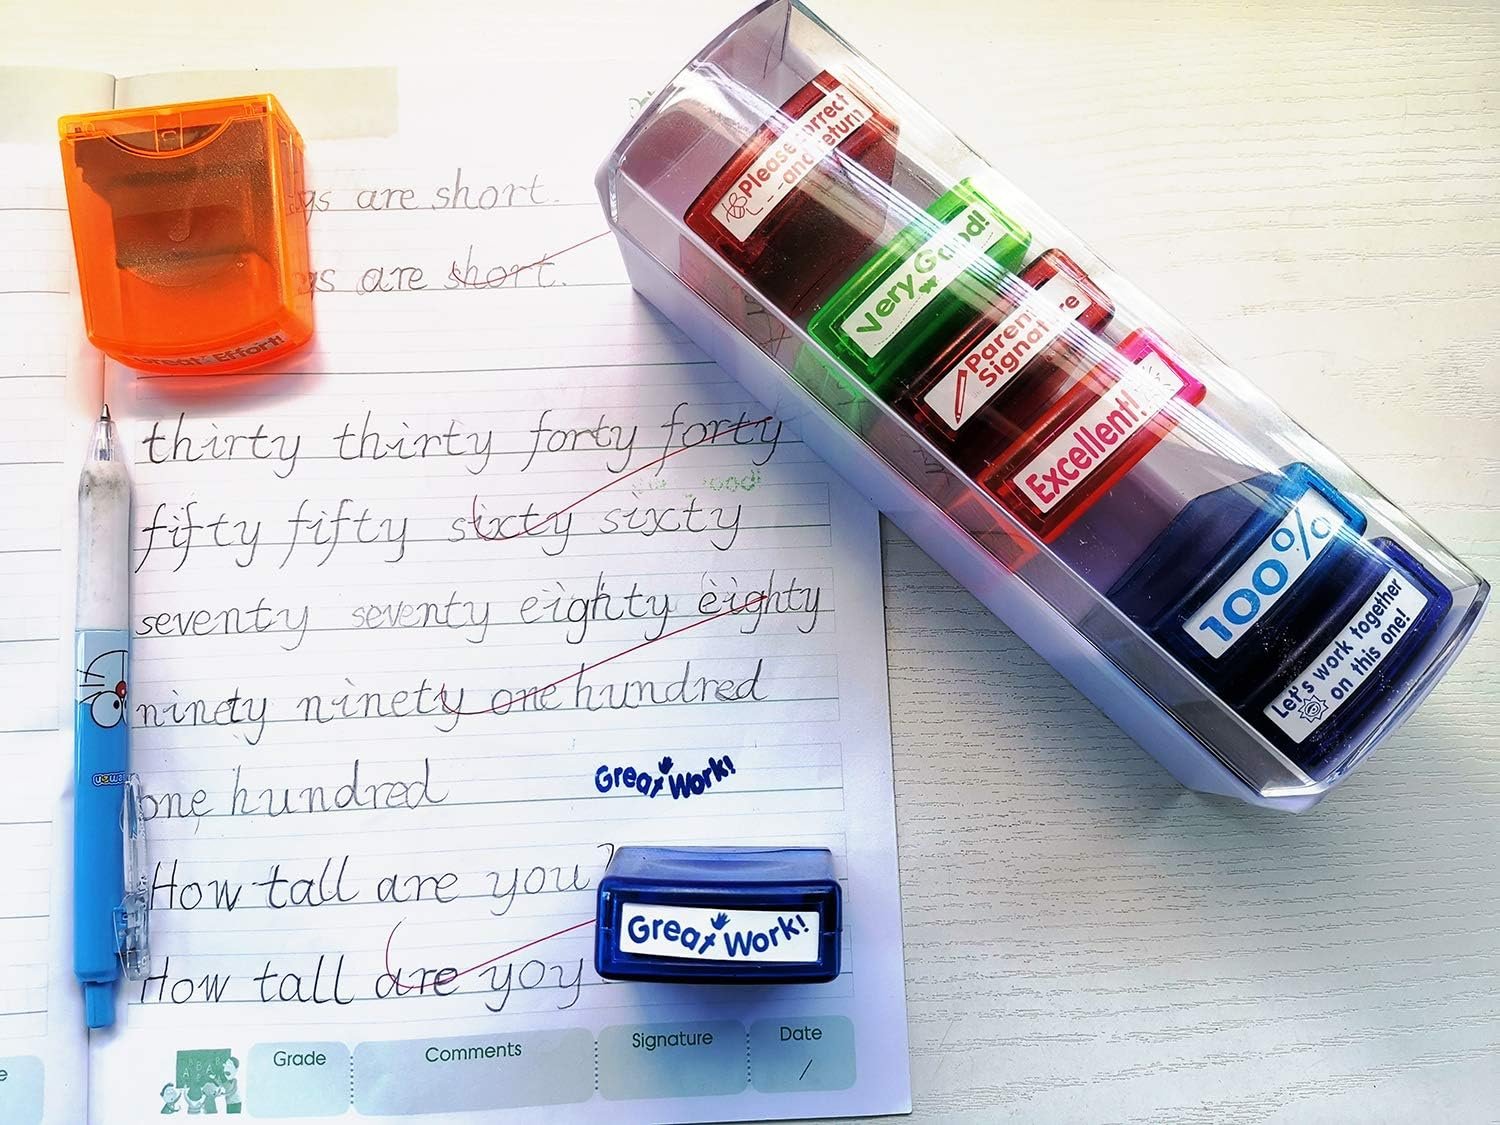 are short.
are short.
thirty thirty forty forty
fifty fifty sixty sixty
seventy seventy eighty eighty
ninety ninety one hundred
one hundred
Great Work!
How tall are you?
How tall are yoy
Great Work!
Grade
Comments
Signature
Date
/
Great Effort!
Please Correct
and Return
Very Good!
Parent
Signature
Excellent!
100%
Let's work together
on this one!